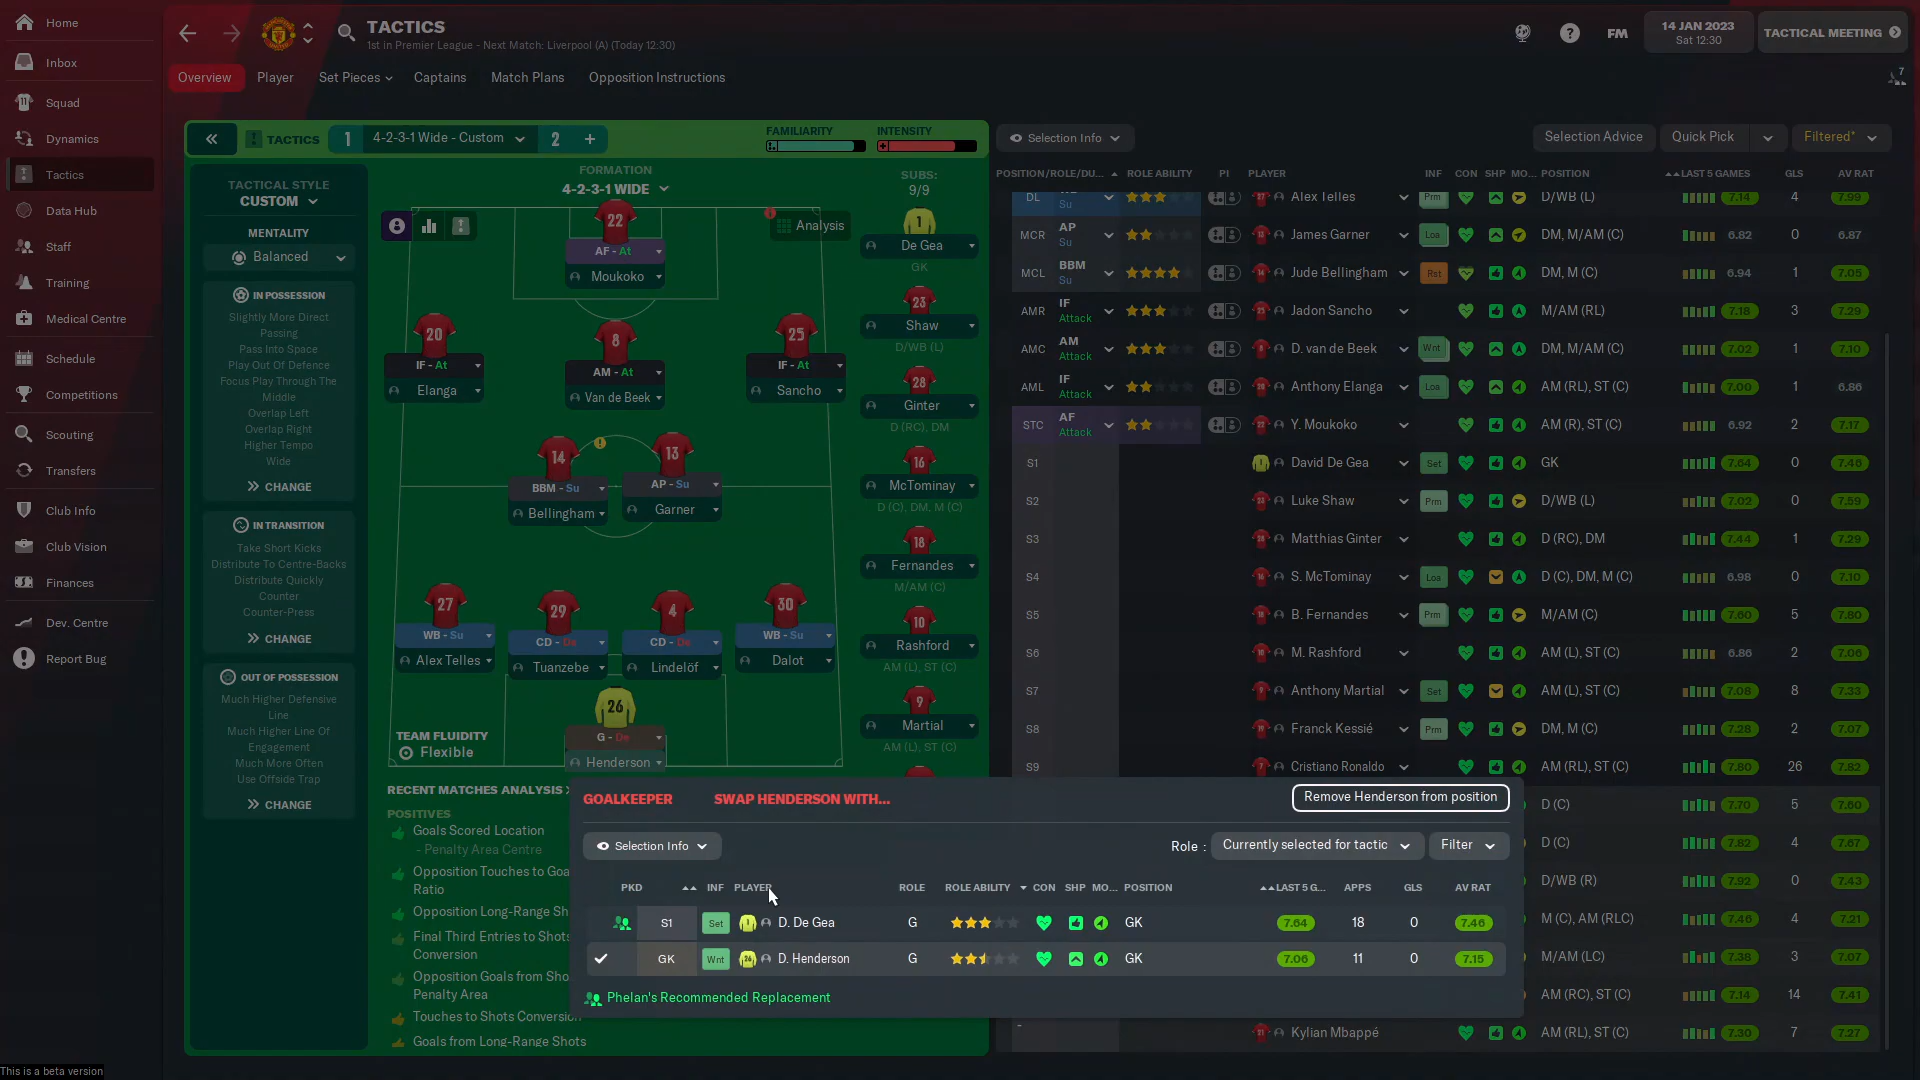 Home
Inbox
Squad
Dynamics
Tactics
Data Hub
Staff
Training
Medical Centre
Schedule
Competitions
Scouting
Transfers
Club Info
Club Vision
Finances
Dev. Centre
Report Bug
This is a beta version
TACTICS
1st in Premier League - Next Match: Liverpool (A) (Today 12:30)
FM
14 JAN 2023
Sat 12:30
TACTICAL MEETING
Overview Player Set Pieces Captains Match Plans Opposition Instructions
7
TACTICS 1 4-2-3-1 Wide - Custom 2 +
FAMILIARITY
INTENSITY
TACTICAL STYLE
CUSTOM
MENTALITY
Balanced
IN POSSESSION
Slightly More Direct
Passing
Pass Into Space
Play Out Of Defence
Focus Play Through The
Middle
Overlap Left
Overlap Right
Higher Tempo
Wide
CHANGE
IN TRANSITION
Take Short Kicks
Distribute To Centre-Backs
Distribute Quickly
Counter
Counter-Press
CHANGE
OUT OF POSSESSION
Much Higher Defensive
Line
Much Higher Line Of
Engagement
Much More Often
Use Offside Trap
CHANGE
FORMATION
4-2-3-1 WIDE
Analysis
22
AF - At
Moukoko
20
IF - At
Elanga
8
AM - At
Van de Beek
25
IF - At
Sancho
14
BBM - Su
Bellingham
13
AP - Su
Garner
27
WB - Su
Alex Telles
29
CD - De
Tuanzebe
4
CD - De
Lindelöf
30
WB - Su
Dalot
26
G - De
Henderson
TEAM FLUIDITY
Flexible
SUBS:
9/9
1
De Gea
GK
23
Shaw
D/WB (L)
28
Ginter
D (RC), DM
16
McTominay
D (C), DM, M (C)
18
Fernandes
M/AM (C)
10
Rashford
AM (L), ST (C)
9
Martial
AM (L), ST (C)
RECENT MATCHES ANALYSIS
POSITIVES
Goals Scored Location
- Penalty Area Centre
Opposition Touches to Goa
Ratio
Opposition Long-Range Sh
Final Third Entries to Shots
Conversion
Opposition Goals from Sho
Penalty Area
Touches to Shots Conversion
Goals from Long-Range Shots
Selection Info
Selection Advice Quick Pick Filtered*
POSITION/ROLE/DU... ROLE ABILITY PI PLAYER INF CON SHP MO... POSITION LAST 5 GAMES GLS AV RAT
DL Su Alex Telles Prm D/WB (L) 7.14 4 7.99
MCR AP Su James Garner Loa DM, M/AM (C) 6.82 0 6.87
MCL BBM Su Jude Bellingham Rst DM, M (C) 6.94 1 7.05
AMR IF Attack Jadon Sancho M/AM (RL) 7.18 3 7.29
AMC AM Attack D. van de Beek Wnt DM, M/AM (C) 7.02 1 7.10
AML IF Attack Anthony Elanga Loa AM (RL), ST (C) 7.00 1 6.86
STC AF Attack Y. Moukoko AM (R), ST (C) 6.92 2 7.17
S1 David De Gea Set GK 7.64 0 7.46
S2 Luke Shaw Prm D/WB (L) 7.02 0 7.59
S3 Matthias Ginter D (RC), DM 7.44 1 7.29
S4 S. McTominay Loa D (C), DM, M (C) 6.98 0 7.10
S5 B. Fernandes Prm M/AM (C) 7.60 5 7.80
S6 M. Rashford AM (L), ST (C) 6.86 2 7.06
S7 Anthony Martial Set AM (L), ST (C) 7.08 8 7.33
S8 Franck Kessié Prm DM, M (C) 7.28 2 7.07
S9 Cristiano Ronaldo AM (RL), ST (C) 7.80 26 7.82
D (C) 7.70 5 7.60
D (C) 7.82 4 7.67
D/WB (R) 7.92 0 7.43
M (C), AM (RLC) 7.46 4 7.21
M/AM (LC) 7.38 3 7.07
AM (RC), ST (C) 7.14 14 7.41
- Kylian Mbappé AM (RL), ST (C) 7.30 7 7.27
GOALKEEPER SWAP HENDERSON WITH... Remove Henderson from position
Selection Info Role : Currently selected for tactic Filter
PKD INF PLAYER ROLE ROLE ABILITY CON SHP MO... POSITION LAST 5 G... APPS GLS AV RAT
S1 Set 1 D. De Gea G GK 7.64 18 0 7.46
GK Wnt 26 D. Henderson G GK 7.06 11 0 7.15
Phelan's Recommended Replacement